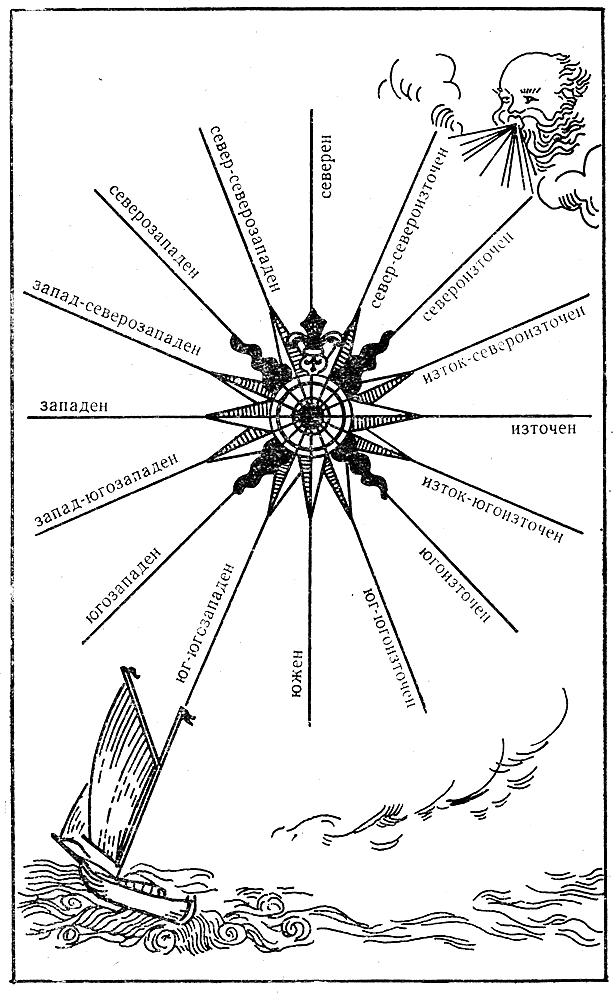 северен
север-североизточен
североизточен
изток-североизточен
източен
изток-югоизточен
югоизточен
юг-югоизточен
южен
юг-югозападен
югозападен
запад-югозападен
западен
запад-северозападен
северозападен
север-северозападен